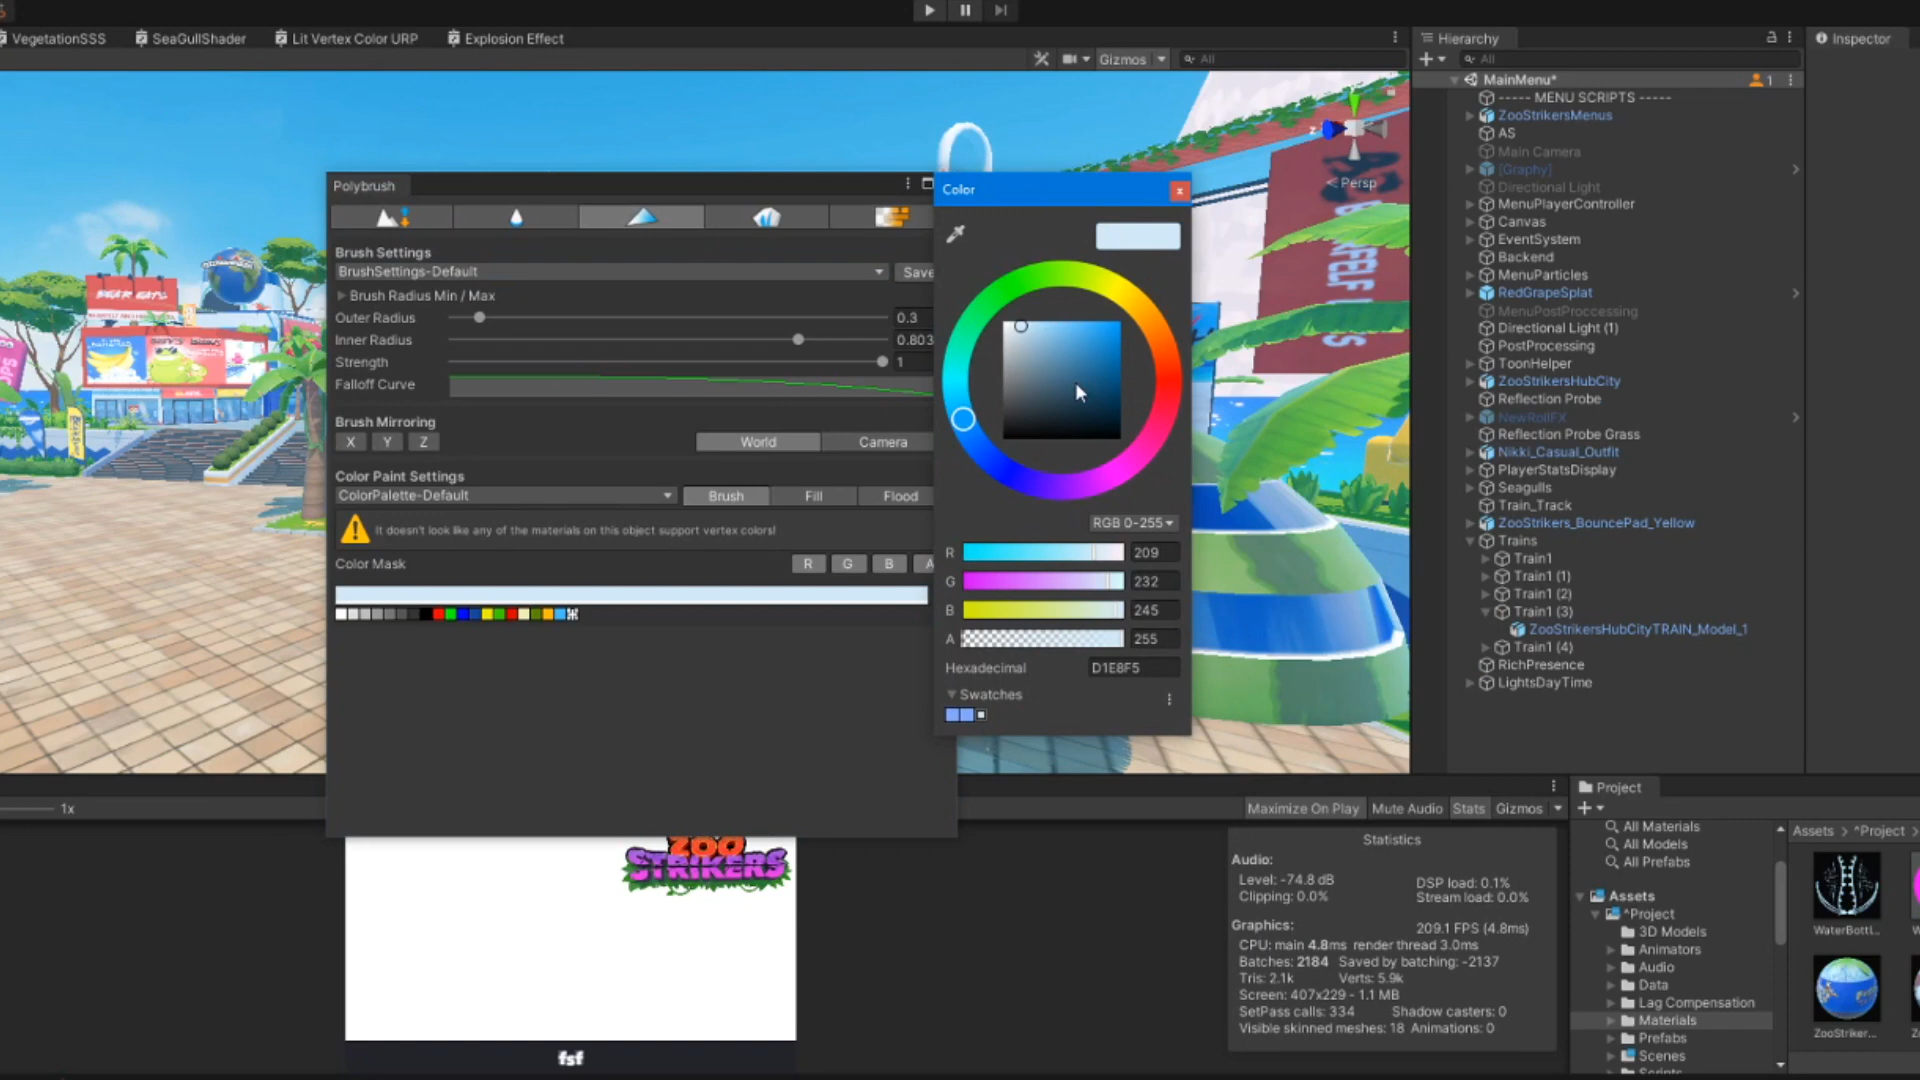 VegetationSSS
SeaGullShader
Lit Vertex Color URP
Explosion Effect
Gizmos
All
BEAR EATS
Persp
Polybrush
Brush Settings
BrushSettings-Default
Save
Brush Radius Min / Max
Outer Radius
0.3
Inner Radius
0.803
Strength
1
Falloff Curve
Brush Mirroring
X
Y
Z
World
Camera
Color Paint Settings
ColorPalette-Default
Brush
Fill
Flood
It doesn't look like any of the materials on this object support vertex colors!
Color Mask
R
G
B
A
Color
x
RGB 0-255
R
209
G
232
B
245
A
255
Hexadecimal
D1E8F5
Swatches
Hierarchy
All
MainMenu*
1
----- MENU SCRIPTS -----
ZooStrikersMenus
AS
Main Camera
[Graphy]
Directional Light
MenuPlayerController
Canvas
EventSystem
Backend
MenuParticles
RedGrapeSplat
MenuPostProccessing
Directional Light (1)
PostProcessing
ToonHelper
ZooStrikersHubCity
Reflection Probe
NewRollFX
Reflection Probe Grass
Nikki_Casual_Outfit
PlayerStatsDisplay
Seagulls
Train_Track
ZooStrikers_BouncePad_Yellow
Trains
Train1
Train1 (1)
Train1 (2)
Train1 (3)
ZooStrikersHubCityTRAIN_Model_1
Train1 (4)
RichPresence
LightsDayTime
Inspector
1x
Maximize On Play
Mute Audio
Stats
Gizmos
ZOO
STRIKERS
fsf
Statistics
Audio:
Level: -74.8 dB
DSP load: 0.1%
Clipping: 0.0%
Stream load: 0.0%
Graphics:
209.1 FPS (4.8ms)
CPU: main 4.8ms render thread 3.0ms
Batches: 2184 Saved by batching: -2137
Tris: 2.1k Verts: 5.9k
Screen: 407x229 - 1.1 MB
SetPass calls: 334 Shadow casters: 0
Visible skinned meshes: 18 Animations: 0
Project
All Materials
All Models
All Prefabs
Assets
^Project
3D Models
Animators
Audio
Data
Lag Compensation
Materials
Prefabs
Scenes
Scripts
Assets > ^Project >
WaterBottl...
ZooStriker...